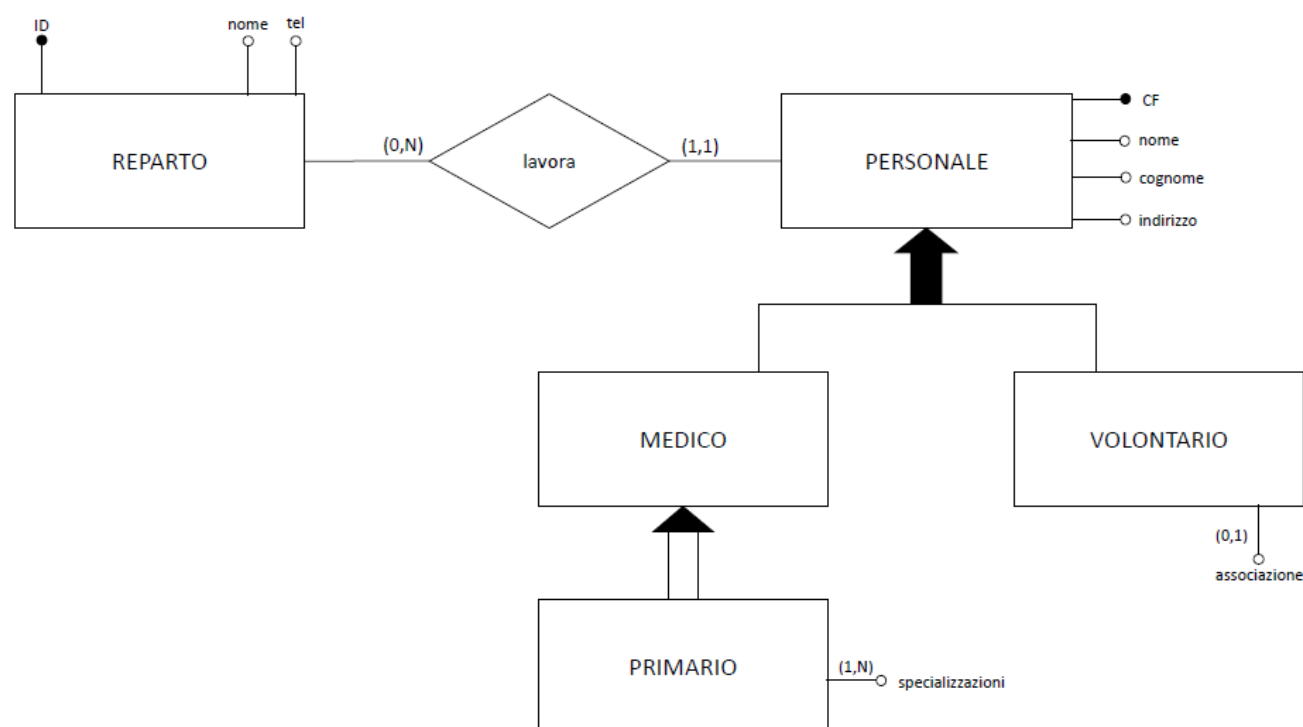 ID
nome
tel
REPARTO
(0,N)
lavora
(1,1)
PERSONALE
CF
nome
cognome
indirizzo
MEDICO
VOLONTARIO
(0,1)
associazione
PRIMARIO
(1,N)
specializzazioni